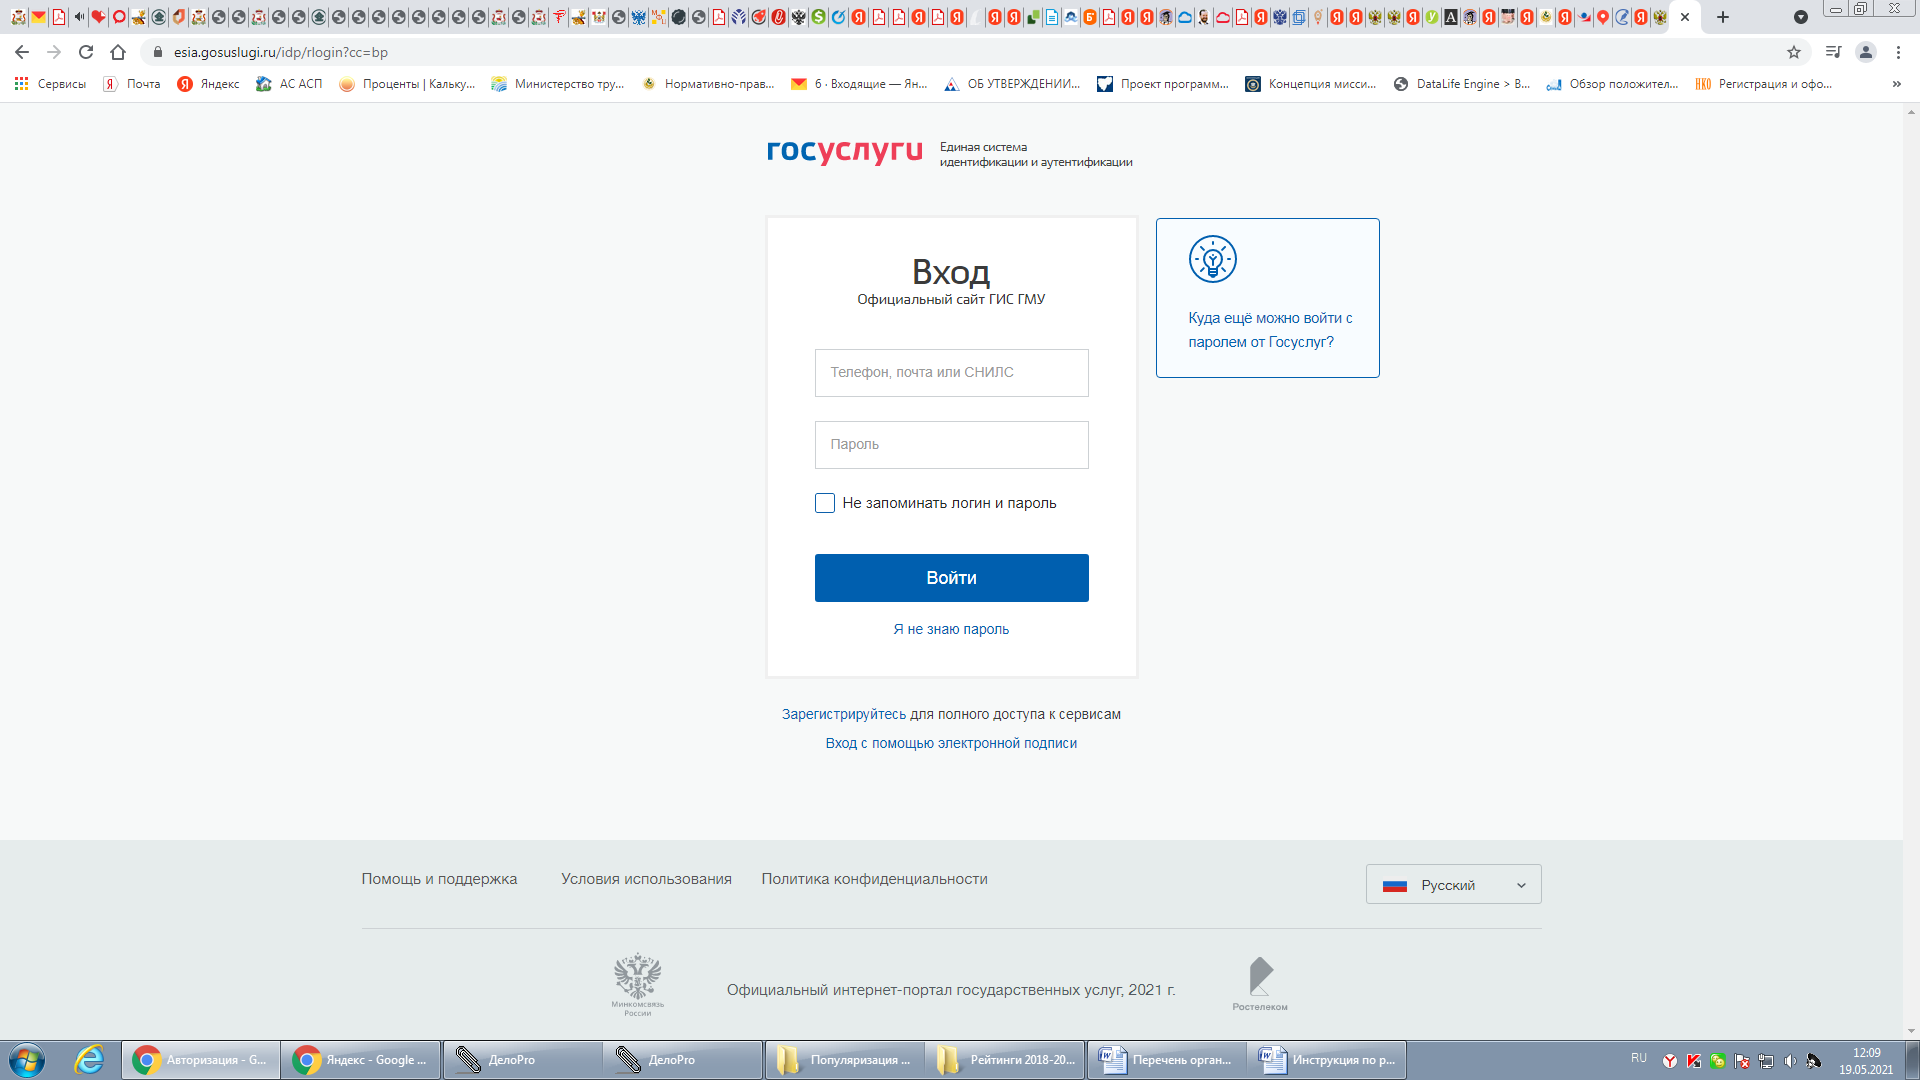 esia.gosuslugi.ru/idp/rlogin?cc=bp
Сервисы
Почта
Яндекс
АС АСП
Проценты | Кальку...
Министерство тру...
Нормативно-прав...
6 · Входящие — Ян...
ОБ УТВЕРЖДЕНИИ...
Проект программ...
Концепция мисси...
DataLife Engine > В...
Обзор положител...
НКО Регистрация и офо...
»
госуслуги
Единая система
идентификации и аутентификации
Вход
Официальный сайт ГИС ГМУ
Телефон, почта или СНИЛС
Пароль
Не запоминать логин и пароль
Войти
Я не знаю пароль
Куда ещё можно войти с
паролем от Госуслуг?
Зарегистрируйтесь для полного доступа к сервисам
Вход с помощью электронной подписи
Помощь и поддержка
Условия использования
Политика конфиденциальности
Русский
Минкомсвязь
России
Официальный интернет-портал государственных услуг, 2021 г.
Ростелеком
Авторизация - G...
Яндекс - Google ...
ДелоPro
ДелоPro
Популяризация ...
Рейтинги 2018-20...
Перечень орган...
Инструкция по р...
RU
12:09
19.05.2021